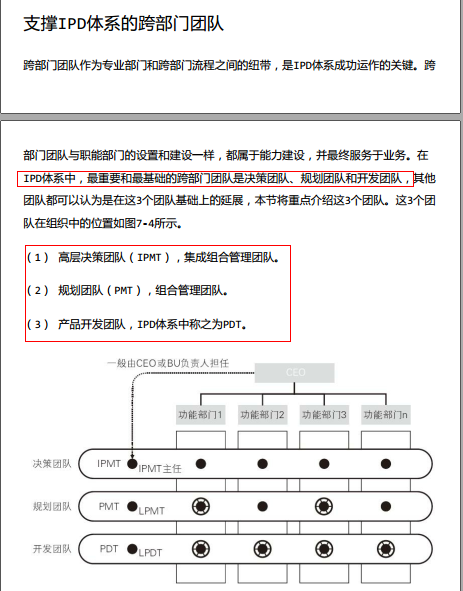 支撑IPD体系的跨部门团队
跨部门团队作为专业部门和跨部门流程之间的纽带，是IPD体系成功运作的关键。跨
部门团队与职能部门的设置和建设一样，都属于能力建设，并最终服务于业务。在
IPD体系中，最重要和最基础的跨部门团队是决策团队、规划团队和开发团队，其他
团队都可以认为是在这3个团队基础上的延展，本节将重点介绍这3个团队。这3个团
队在组织中的位置如图7-4所示。
（1） 高层决策团队（IPMT），集成组合管理团队。
（2） 规划团队（PMT），组合管理团队。
（3） 产品开发团队，IPD体系中称之为PDT。
一般由CEO或BU负责人担任
CEO
功能部门1 功能部门2 功能部门3 功能部门n
决策团队 IPMT IPMT主任
规划团队 PMT LPMT
开发团队 PDT LPDT